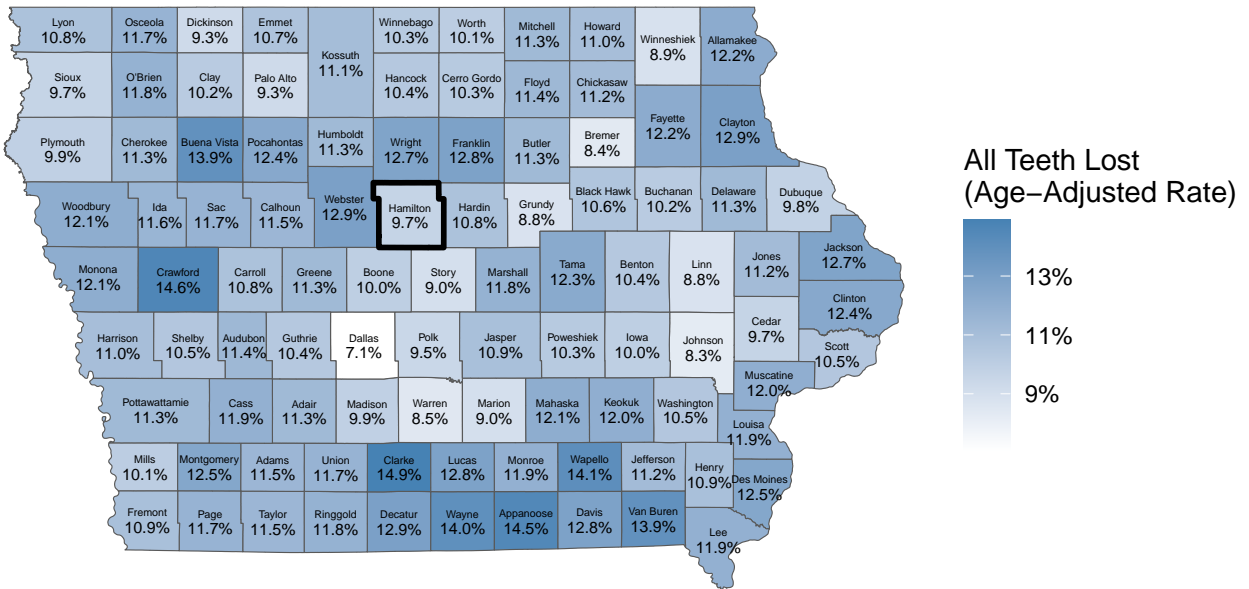 Lyon
10.8%
Osceola
11.7%
Dickinson
9.3%
Emmet
10.7%
Kossuth
11.1%
Winnebago
10.3%
Worth
10.1%
Mitchell
11.3%
Howard
11.0%
Winneshiek
8.9%
Allamakee
12.2%
Sioux
9.7%
O'Brien
11.8%
Clay
10.2%
Palo Alto
9.3%
Hancock
10.4%
Cerro Gordo
10.3%
Floyd
11.4%
Chickasaw
11.2%
Fayette
12.2%
Clayton
12.9%
Plymouth
9.9%
Cherokee
11.3%
Buena Vista
13.9%
Pocahontas
12.4%
Humboldt
11.3%
Wright
12.7%
Franklin
12.8%
Butler
11.3%
Bremer
8.4%
Woodbury
12.1%
Ida
11.6%
Sac
11.7%
Calhoun
11.5%
Webster
12.9%
Hamilton
9.7%
Hardin
10.8%
Grundy
8.8%
Black Hawk
10.6%
Buchanan
10.2%
Delaware
11.3%
Dubuque
9.8%
Monona
12.1%
Crawford
14.6%
Carroll
10.8%
Greene
11.3%
Boone
10.0%
Story
9.0%
Marshall
11.8%
Tama
12.3%
Benton
10.4%
Linn
8.8%
Jones
11.2%
Jackson
12.7%
Clinton
12.4%
Harrison
11.0%
Shelby
10.5%
Audubon
11.4%
Guthrie
10.4%
Dallas
7.1%
Polk
9.5%
Jasper
10.9%
Poweshiek
10.3%
Iowa
10.0%
Johnson
8.3%
Cedar
9.7%
Scott
10.5%
Muscatine
12.0%
Pottawattamie
11.3%
Cass
11.9%
Adair
11.3%
Madison
9.9%
Warren
8.5%
Marion
9.0%
Mahaska
12.1%
Keokuk
12.0%
Washington
10.5%
Louisa
11.9%
Mills
10.1%
Montgomery
12.5%
Adams
11.5%
Union
11.7%
Clarke
14.9%
Lucas
12.8%
Monroe
11.9%
Wapello
14.1%
Jefferson
11.2%
Henry
10.9%
Des Moines
12.5%
Fremont
10.9%
Page
11.7%
Taylor
11.5%
Ringgold
11.8%
Decatur
12.9%
Wayne
14.0%
Appanoose
14.5%
Davis
12.8%
Van Buren
13.9%
Lee
11.9%
All Teeth Lost
(Age−Adjusted Rate)
13%
11%
9%